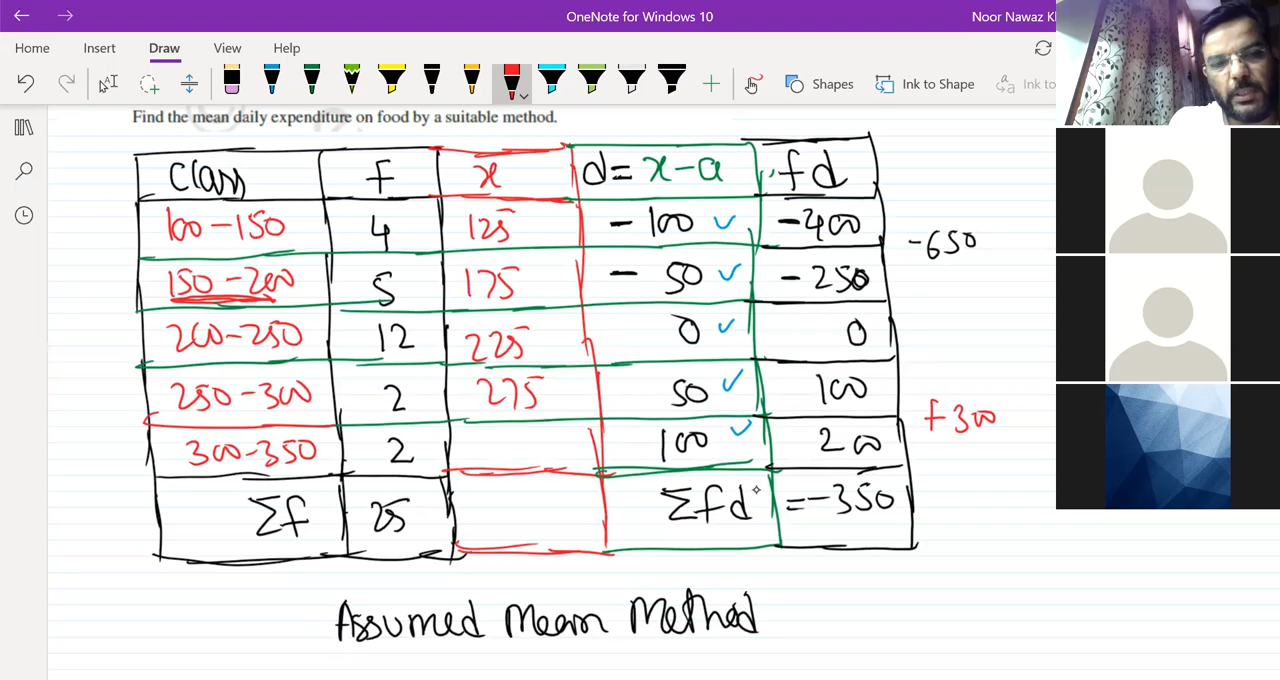 OneNote for Windows 10
Noor Nawaz Kh
Home Insert Draw View Help
Shapes Ink to Shape Ink to
Find the mean daily expenditure on food by a suitable method.
Class f x d= x-a fd
100-150 4 125 -100 ✓ -400
-650
150-200 5 175 - 50 ✓ -250
200-250 12 225 0 ✓ 0
250-300 2 275 50 ✓ 100
+300
300-350 2 100 ✓ 200
Σf 25 Σfd =-350
Assumed Mean Method